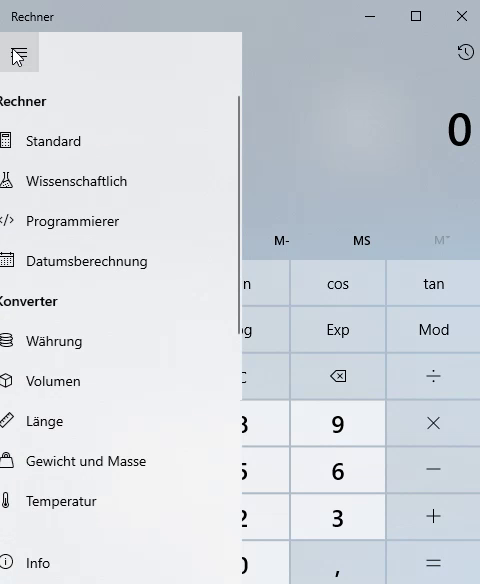 Rechner
0
M-
MS
M˅
Rechner
Standard
Wissenschaftlich
Programmierer
Datumsberechnung
Konverter
Währung
Volumen
Länge
Gewicht und Masse
Temperatur
Info
n cos tan
g Exp Mod
C ÷
8 9 ×
5 6 −
2 3 +
0 , =